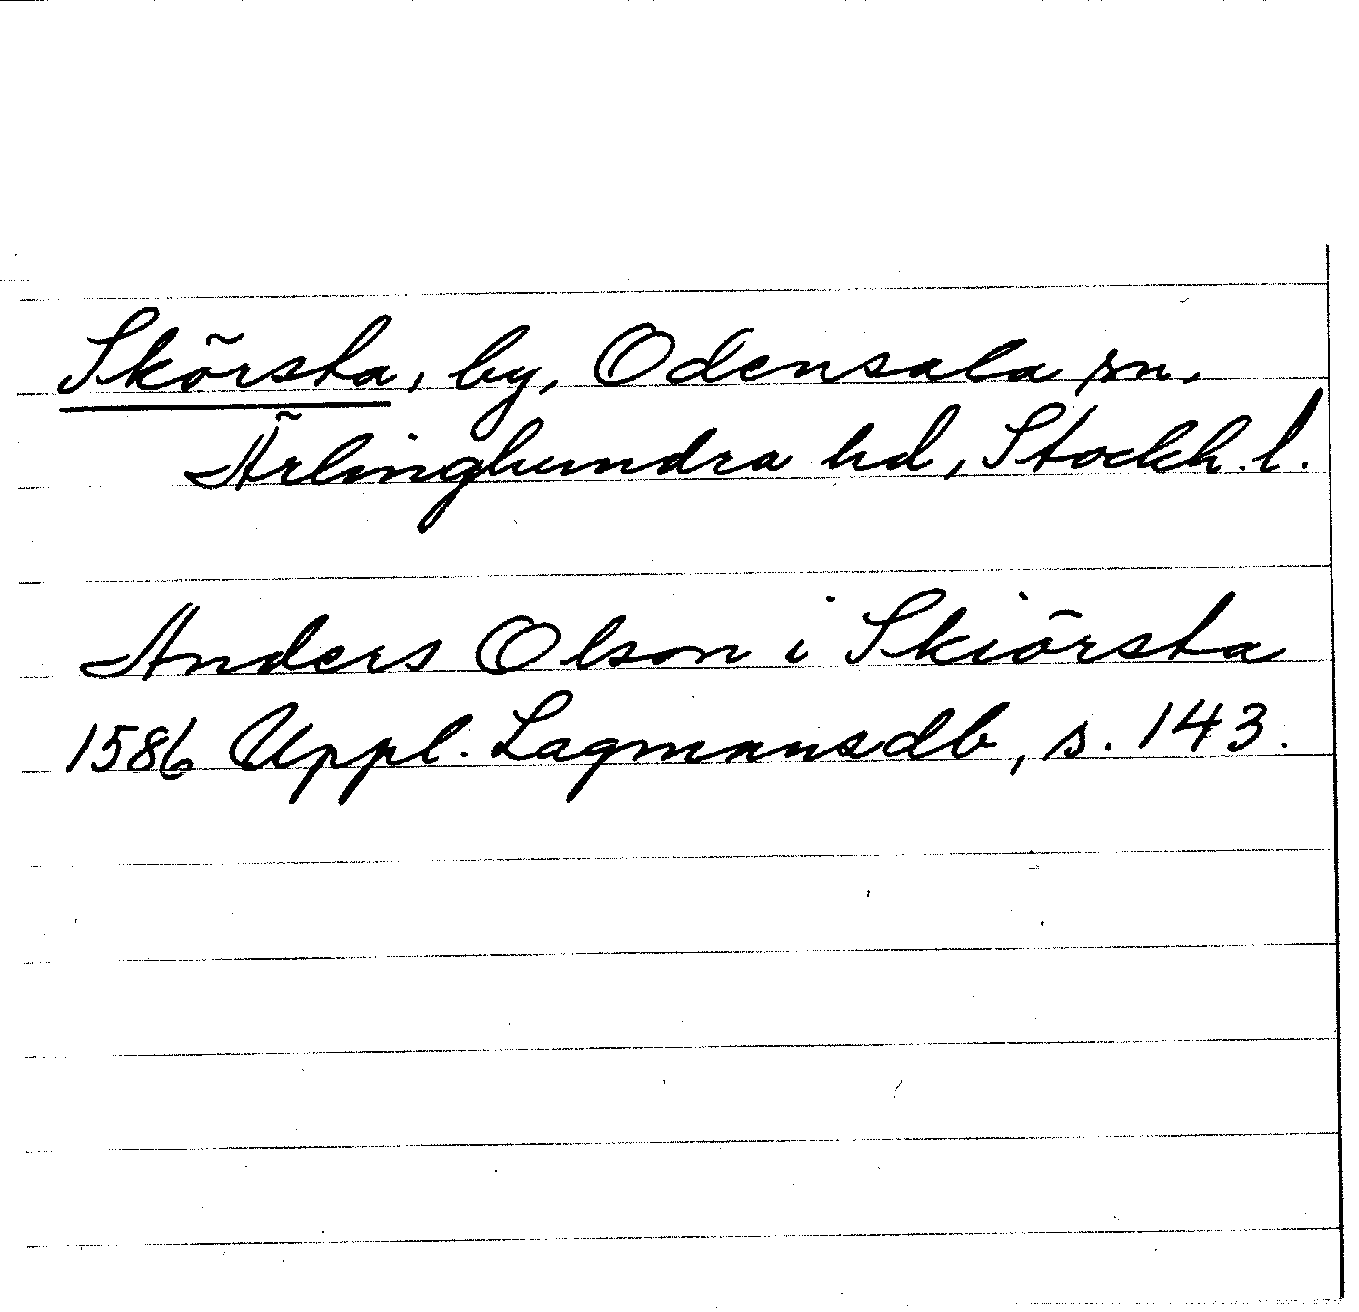 Skörsta, by, Odensala sn,
Ärlinghundra hd, Stockh. l.
Anders Olson i Skiörsta
1586 Uppl. Lagmansdb, s. 143.